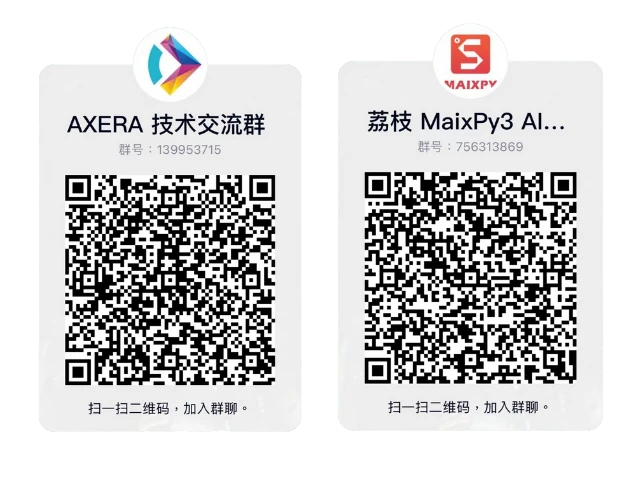 AXERA 技术交流群
群号：139953715
扫一扫二维码，加入群聊。
MAIXPY
荔枝 MaixPy3 AI...
群号：756313869
扫一扫二维码，加入群聊。